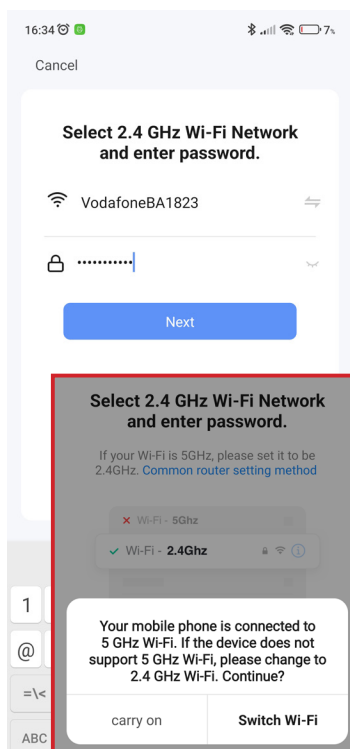 16:34
7%
Cancel
Select 2.4 GHz Wi-Fi Network
and enter password.
VodafoneBA1823
•••••••••••
Next
Select 2.4 GHz Wi-Fi Network
and enter password.
If your Wi-Fi is 5GHz, please set it to be
2.4GHz. Common router setting method
Wi-Fi - 5Ghz
Wi-Fi - 2.4Ghz
Your mobile phone is connected to
5 GHz Wi-Fi. If the device does not
support 5 GHz Wi-Fi, please change to
2.4 GHz Wi-Fi. Continue?
carry on Switch Wi-Fi
1
@
=\<
ABC